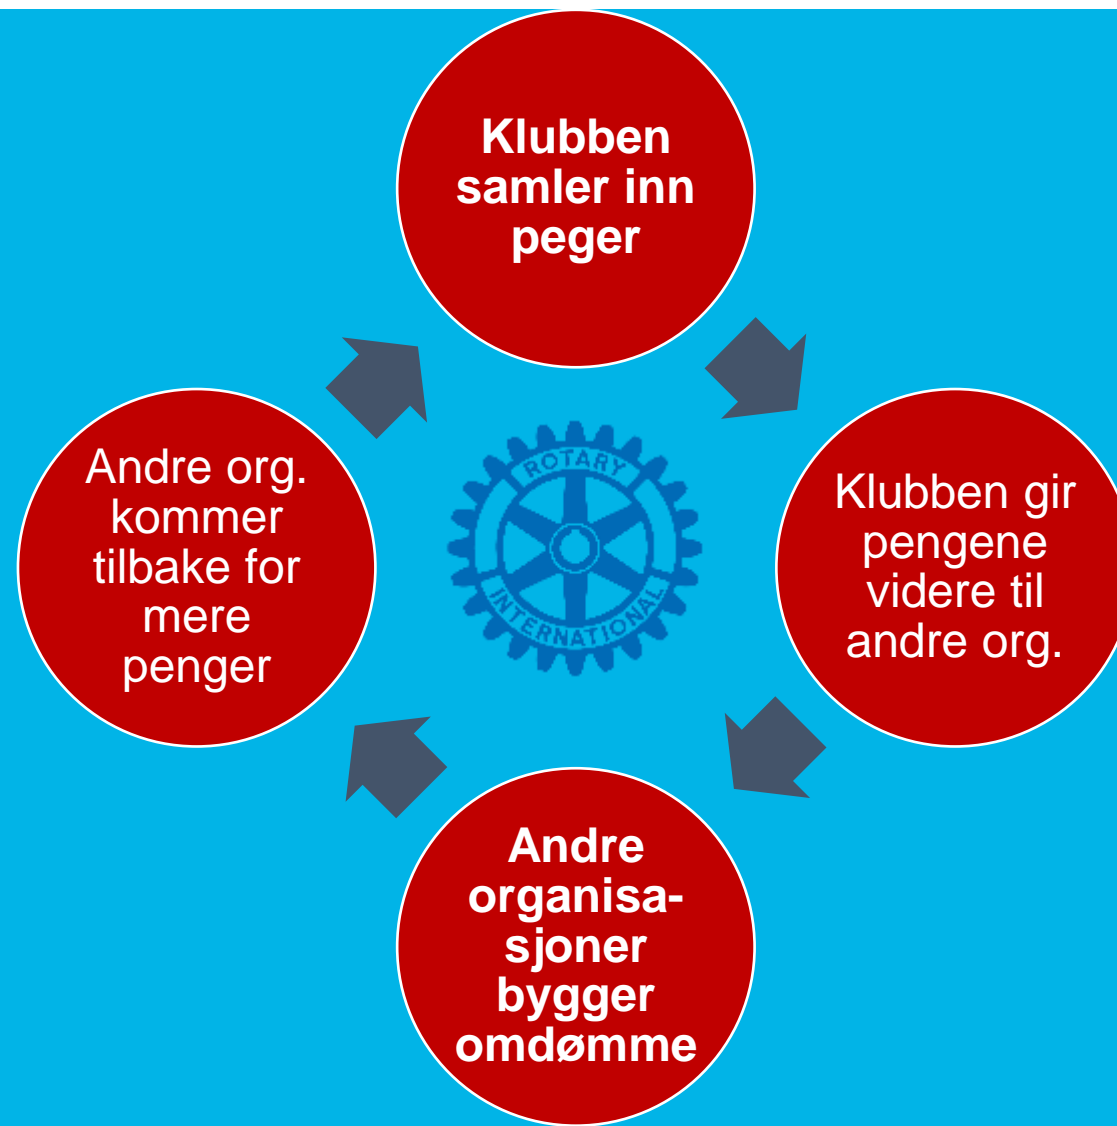 Klubben
samler inn
peger
Klubben gir
pengene
videre til
andre org.
Andre
organisa-
sjoner
bygger
omdømme
Andre org.
kommer
tilbake for
mere
penger
ROTARY
INTERNATIONAL